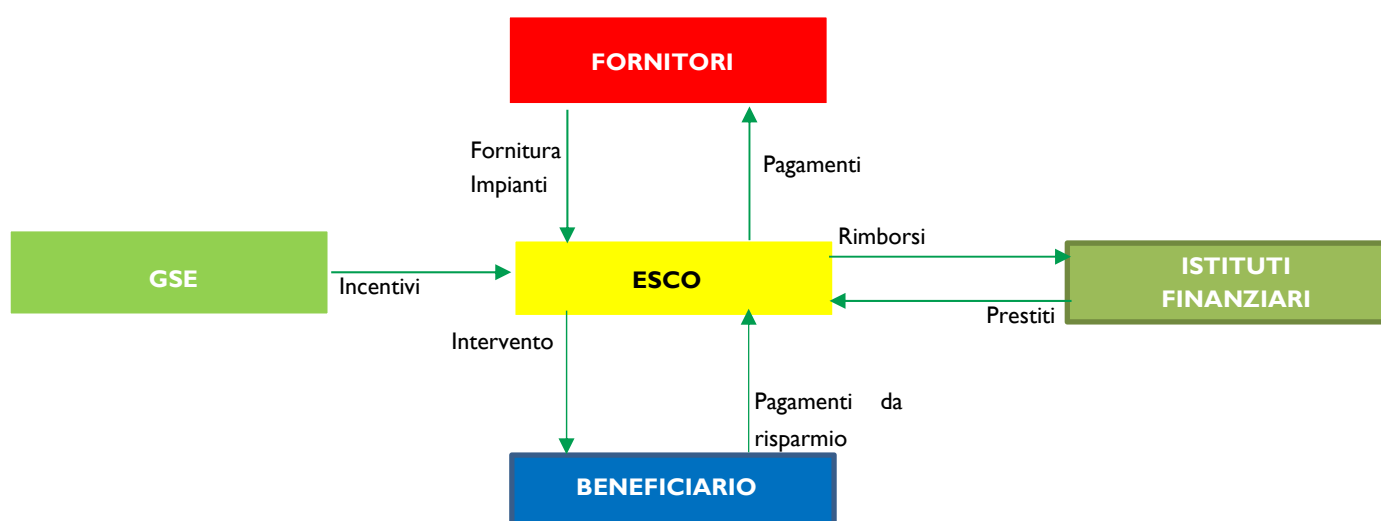 FORNITORI
Fornitura
Impianti
Pagamenti
Rimborsi
GSE
Incentivi
ESCO
ISTITUTI
FINANZIARI
Prestiti
Intervento
Pagamenti da
risparmio
BENEFICIARIO